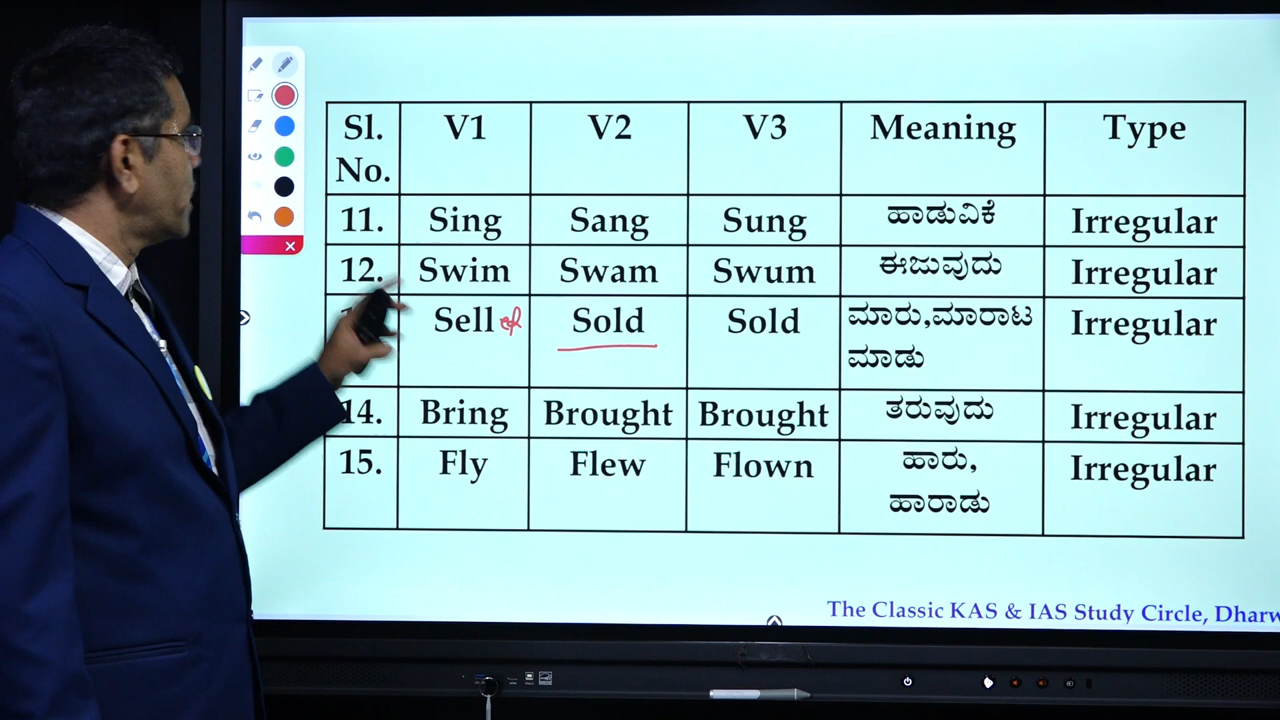 Sl. No. V1 V2 V3 Meaning Type
11. Sing Sang Sung ಹಾಡುವಿಕೆ Irregular
12. Swim Swam Swum ಈಜುವುದು Irregular
Sell Sold Sold ಮಾರು,ಮಾರಾಟ ಮಾಡು Irregular
14. Bring Brought Brought ತರುವುದು Irregular
15. Fly Flew Flown ಹಾರು, ಹಾರಾಡು Irregular
The Classic KAS & IAS Study Circle, Dharw